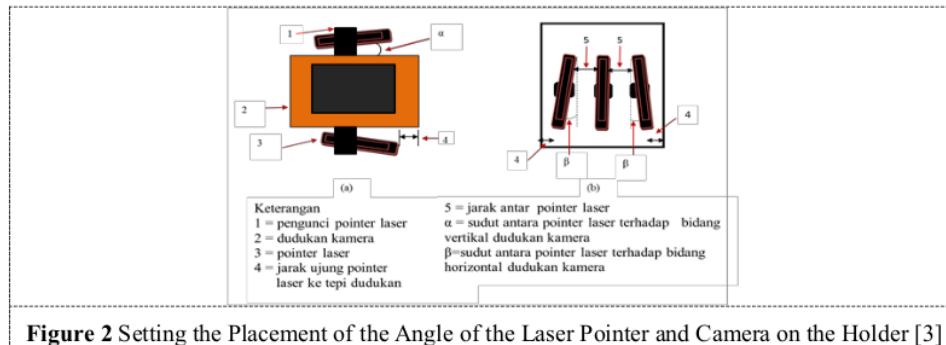 1
α
2
3
4
(a)
5
5
4
4
β
β
(b)
Keterangan
1 = pengunci pointer laser
2 = dudukan kamera
3 = pointer laser
4 = jarak ujung pointer
laser ke tepi dudukan
5 = jarak antar pointer laser
α = sudut antara pointer laser terhadap bidang
vertikal dudukan kamera
β=sudut antara pointer laser terhadap bidang
horizontal dudukan kamera
Figure 2 Setting the Placement of the Angle of the Laser Pointer and Camera on the Holder [3]